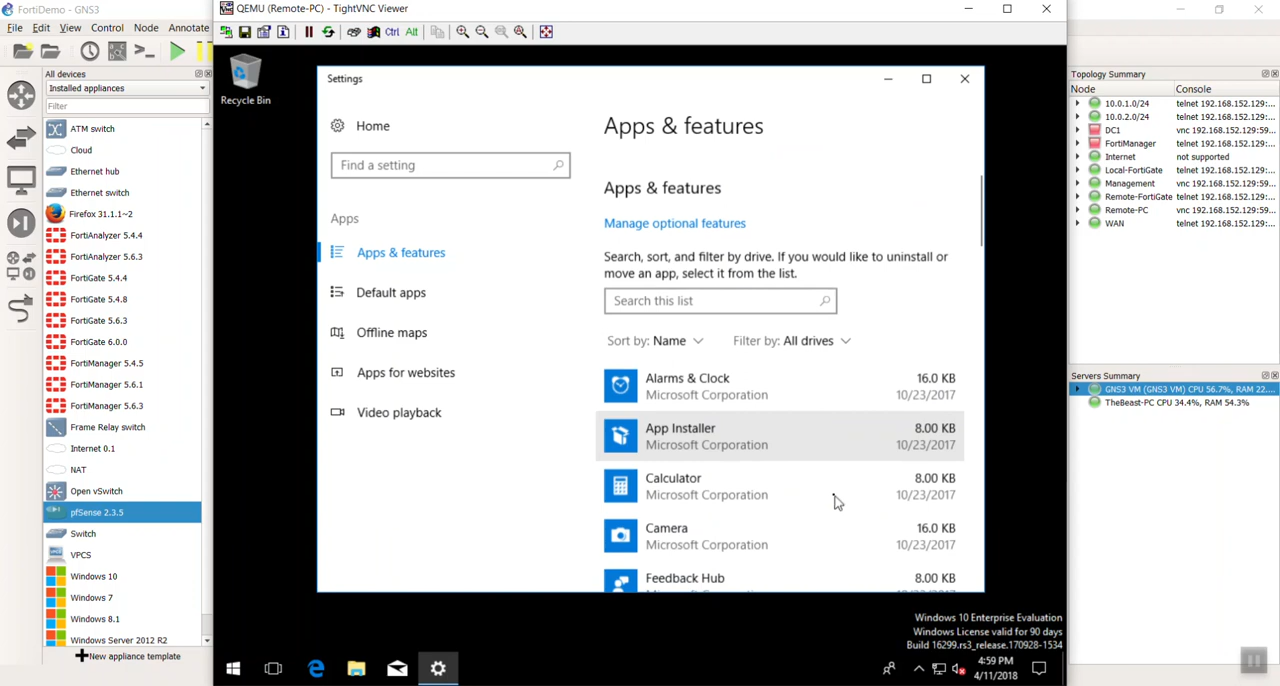 FortiDemo - GNS3
File Edit View Control Node Annotate
All devices
Installed appliances
Filter
ATM switch
Cloud
Ethernet hub
Ethernet switch
Firefox 31.1.1~2
FortiAnalyzer 5.4.4
FortiAnalyzer 5.6.3
FortiGate 5.4.4
FortiGate 5.4.8
FortiGate 5.6.3
FortiGate 6.0.0
FortiManager 5.4.5
FortiManager 5.6.1
FortiManager 5.6.3
Frame Relay switch
Internet 0.1
NAT
Open vSwitch
pfSense 2.3.5
Switch
VPCS
Windows 10
Windows 7
Windows 8.1
Windows Server 2012 R2
New appliance template
QEMU (Remote-PC) - TightVNC Viewer
Ctrl Alt
Recycle Bin
Settings
Home
Find a setting
Apps
Apps & features
Default apps
Offline maps
Apps for websites
Video playback
Apps & features
Apps & features
Manage optional features
Search, sort, and filter by drive. If you would like to uninstall or
move an app, select it from the list.
Search this list
Sort by: Name Filter by: All drives
Alarms & Clock 16.0 KB
Microsoft Corporation 10/23/2017
App Installer 8.00 KB
Microsoft Corporation 10/23/2017
Calculator 8.00 KB
Microsoft Corporation 10/23/2017
Camera 16.0 KB
Microsoft Corporation 10/23/2017
Feedback Hub 8.00 KB
Windows 10 Enterprise Evaluation
Windows License valid for 90 days
Build 16299.rs3_release.170928-1534
4:59 PM
4/11/2018
Topology Summary
Node Console
10.0.1.0/24 telnet 192.168.152.129:...
10.0.2.0/24 telnet 192.168.152.129:...
DC1 vnc 192.168.152.129:59...
FortiManager telnet 192.168.152.129:...
Internet not supported
Local-FortiGate telnet 192.168.152.129:...
Management vnc 192.168.152.129:59...
Remote-FortiGate telnet 192.168.152.129:...
Remote-PC vnc 192.168.152.129:59...
WAN telnet 192.168.152.129:...
Servers Summary
GNS3 VM (GNS3 VM) CPU 56.7%, RAM 22....
TheBeast-PC CPU 34.4%, RAM 54.3%